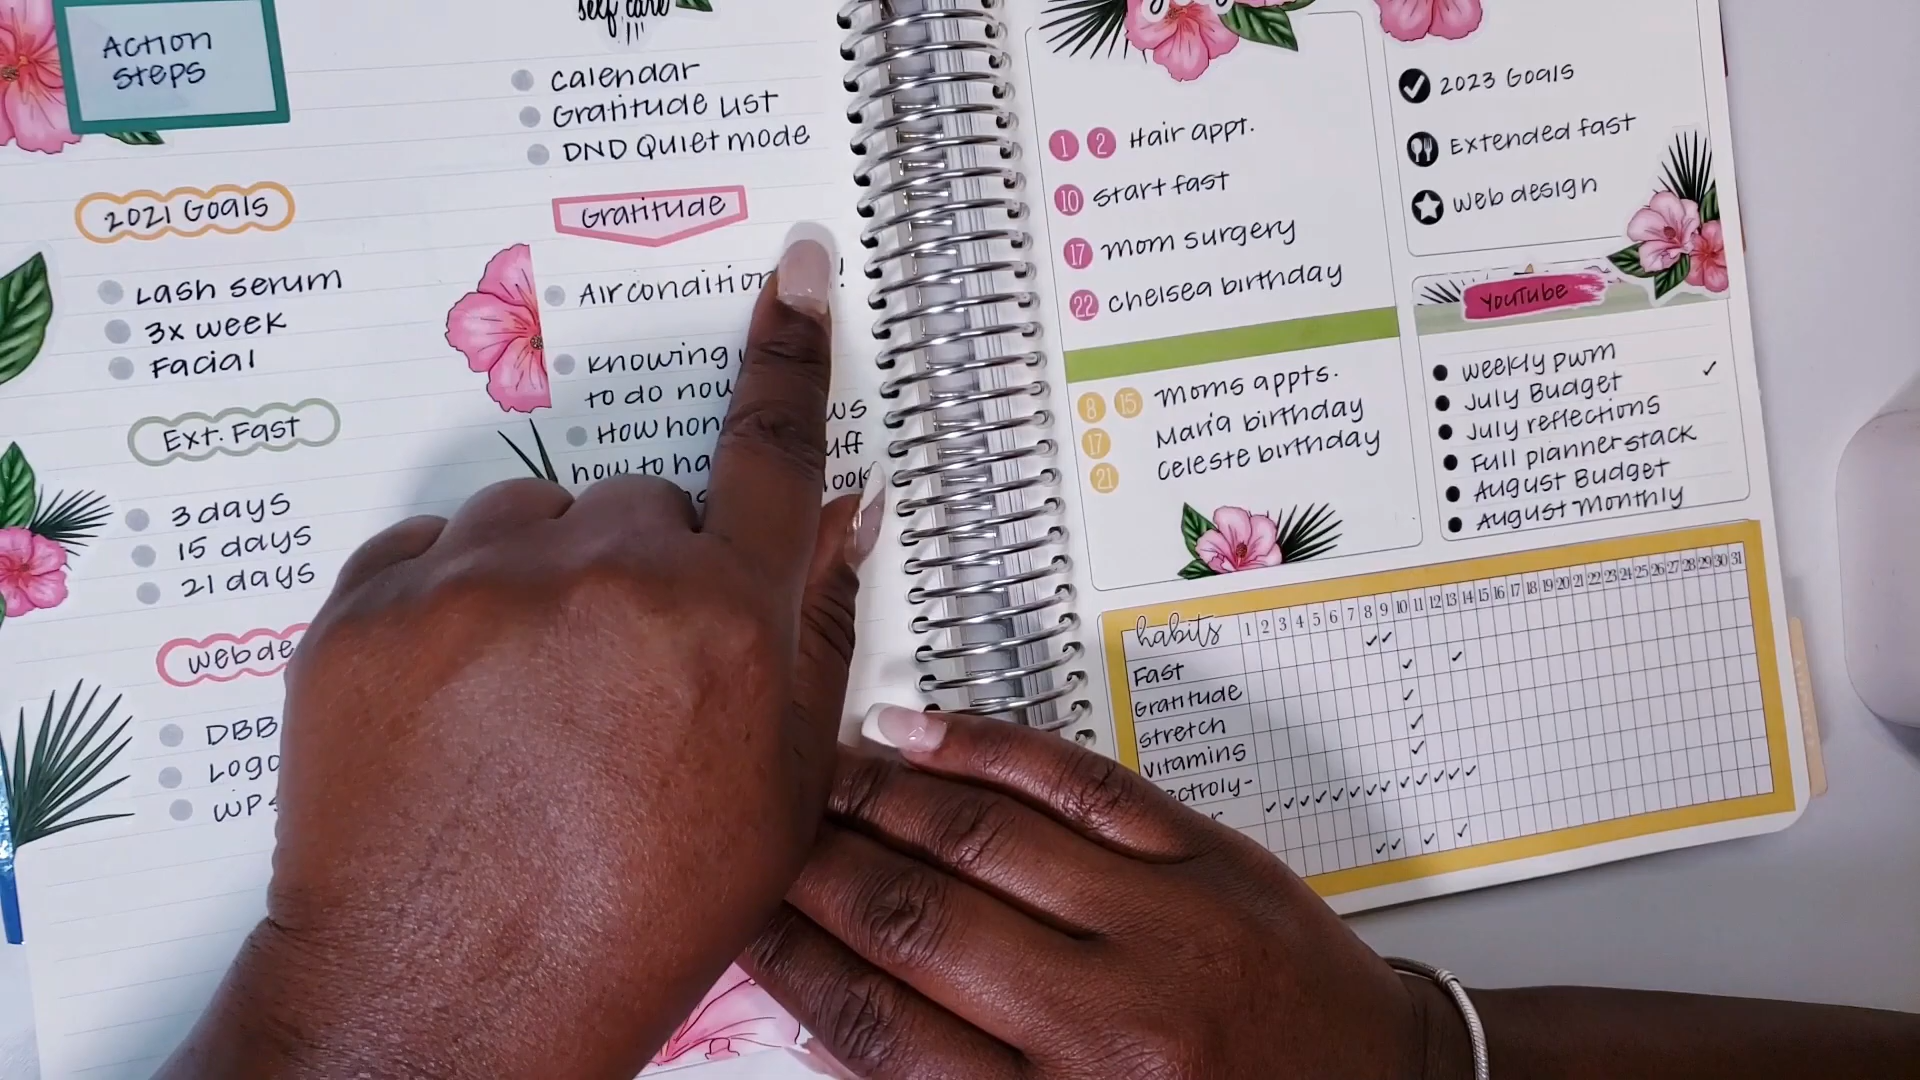 Action
Steps
2021 Goals
Lash serum
3x week
Facial
Ext. Fast
3 days
15 days
21 days
DBB
Logo
self care
!!!
calendar
Gratitude List
DND Quiet mode
Gratitude
Knowing
to do now
How
how to
1 2 Hair appt.
10 start fast
17 mom surgery
22 chelsea birthday
8 15 Moms appts.
17 Maria birthday
21 celeste birthday
2023 Goals
Extended fast
web design
YouTube
weekly pwm
July Budget
July reflections
Full planner stack
August Budget
August Monthly
habits 1 2 3 4 5 6 7 8 9 10 11 12 13 14 15 16 17 18 19 20 21 22 23 24 25 26 27 28 29 30 31
Fast
Gratitude
stretch
vitamins